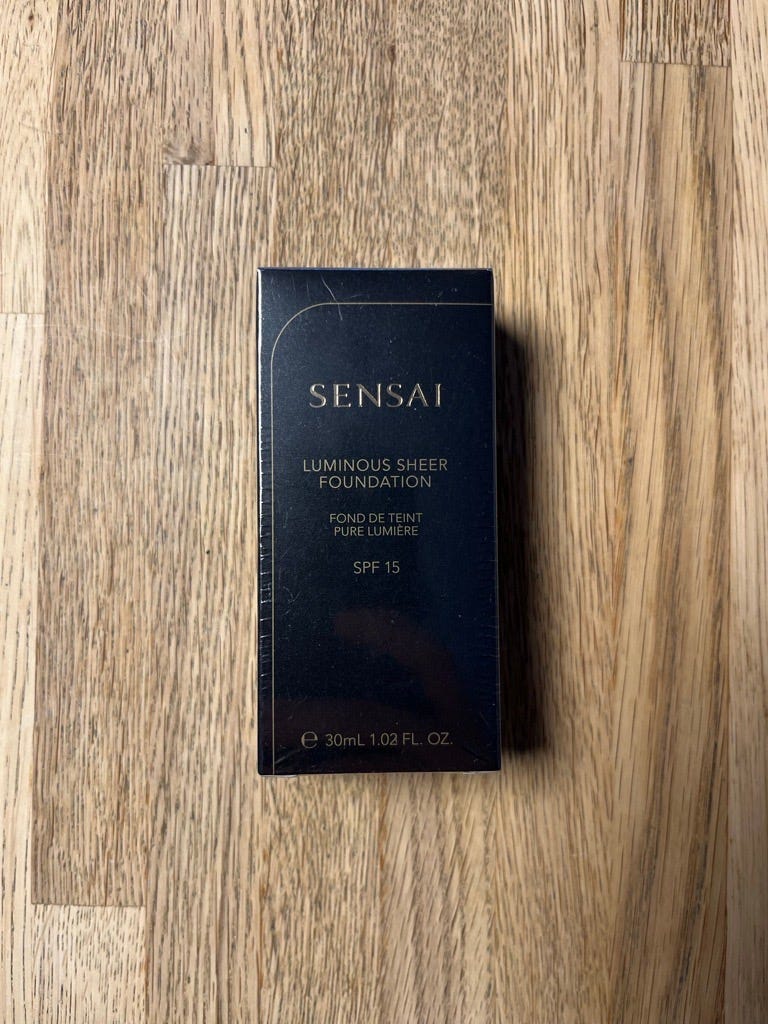 SENSAI
LUMINOUS SHEER
FOUNDATION
FOND DE TEINT
PURE LUMIÈRE
SPF 15
℮ 30mL 1.02 FL. OZ.